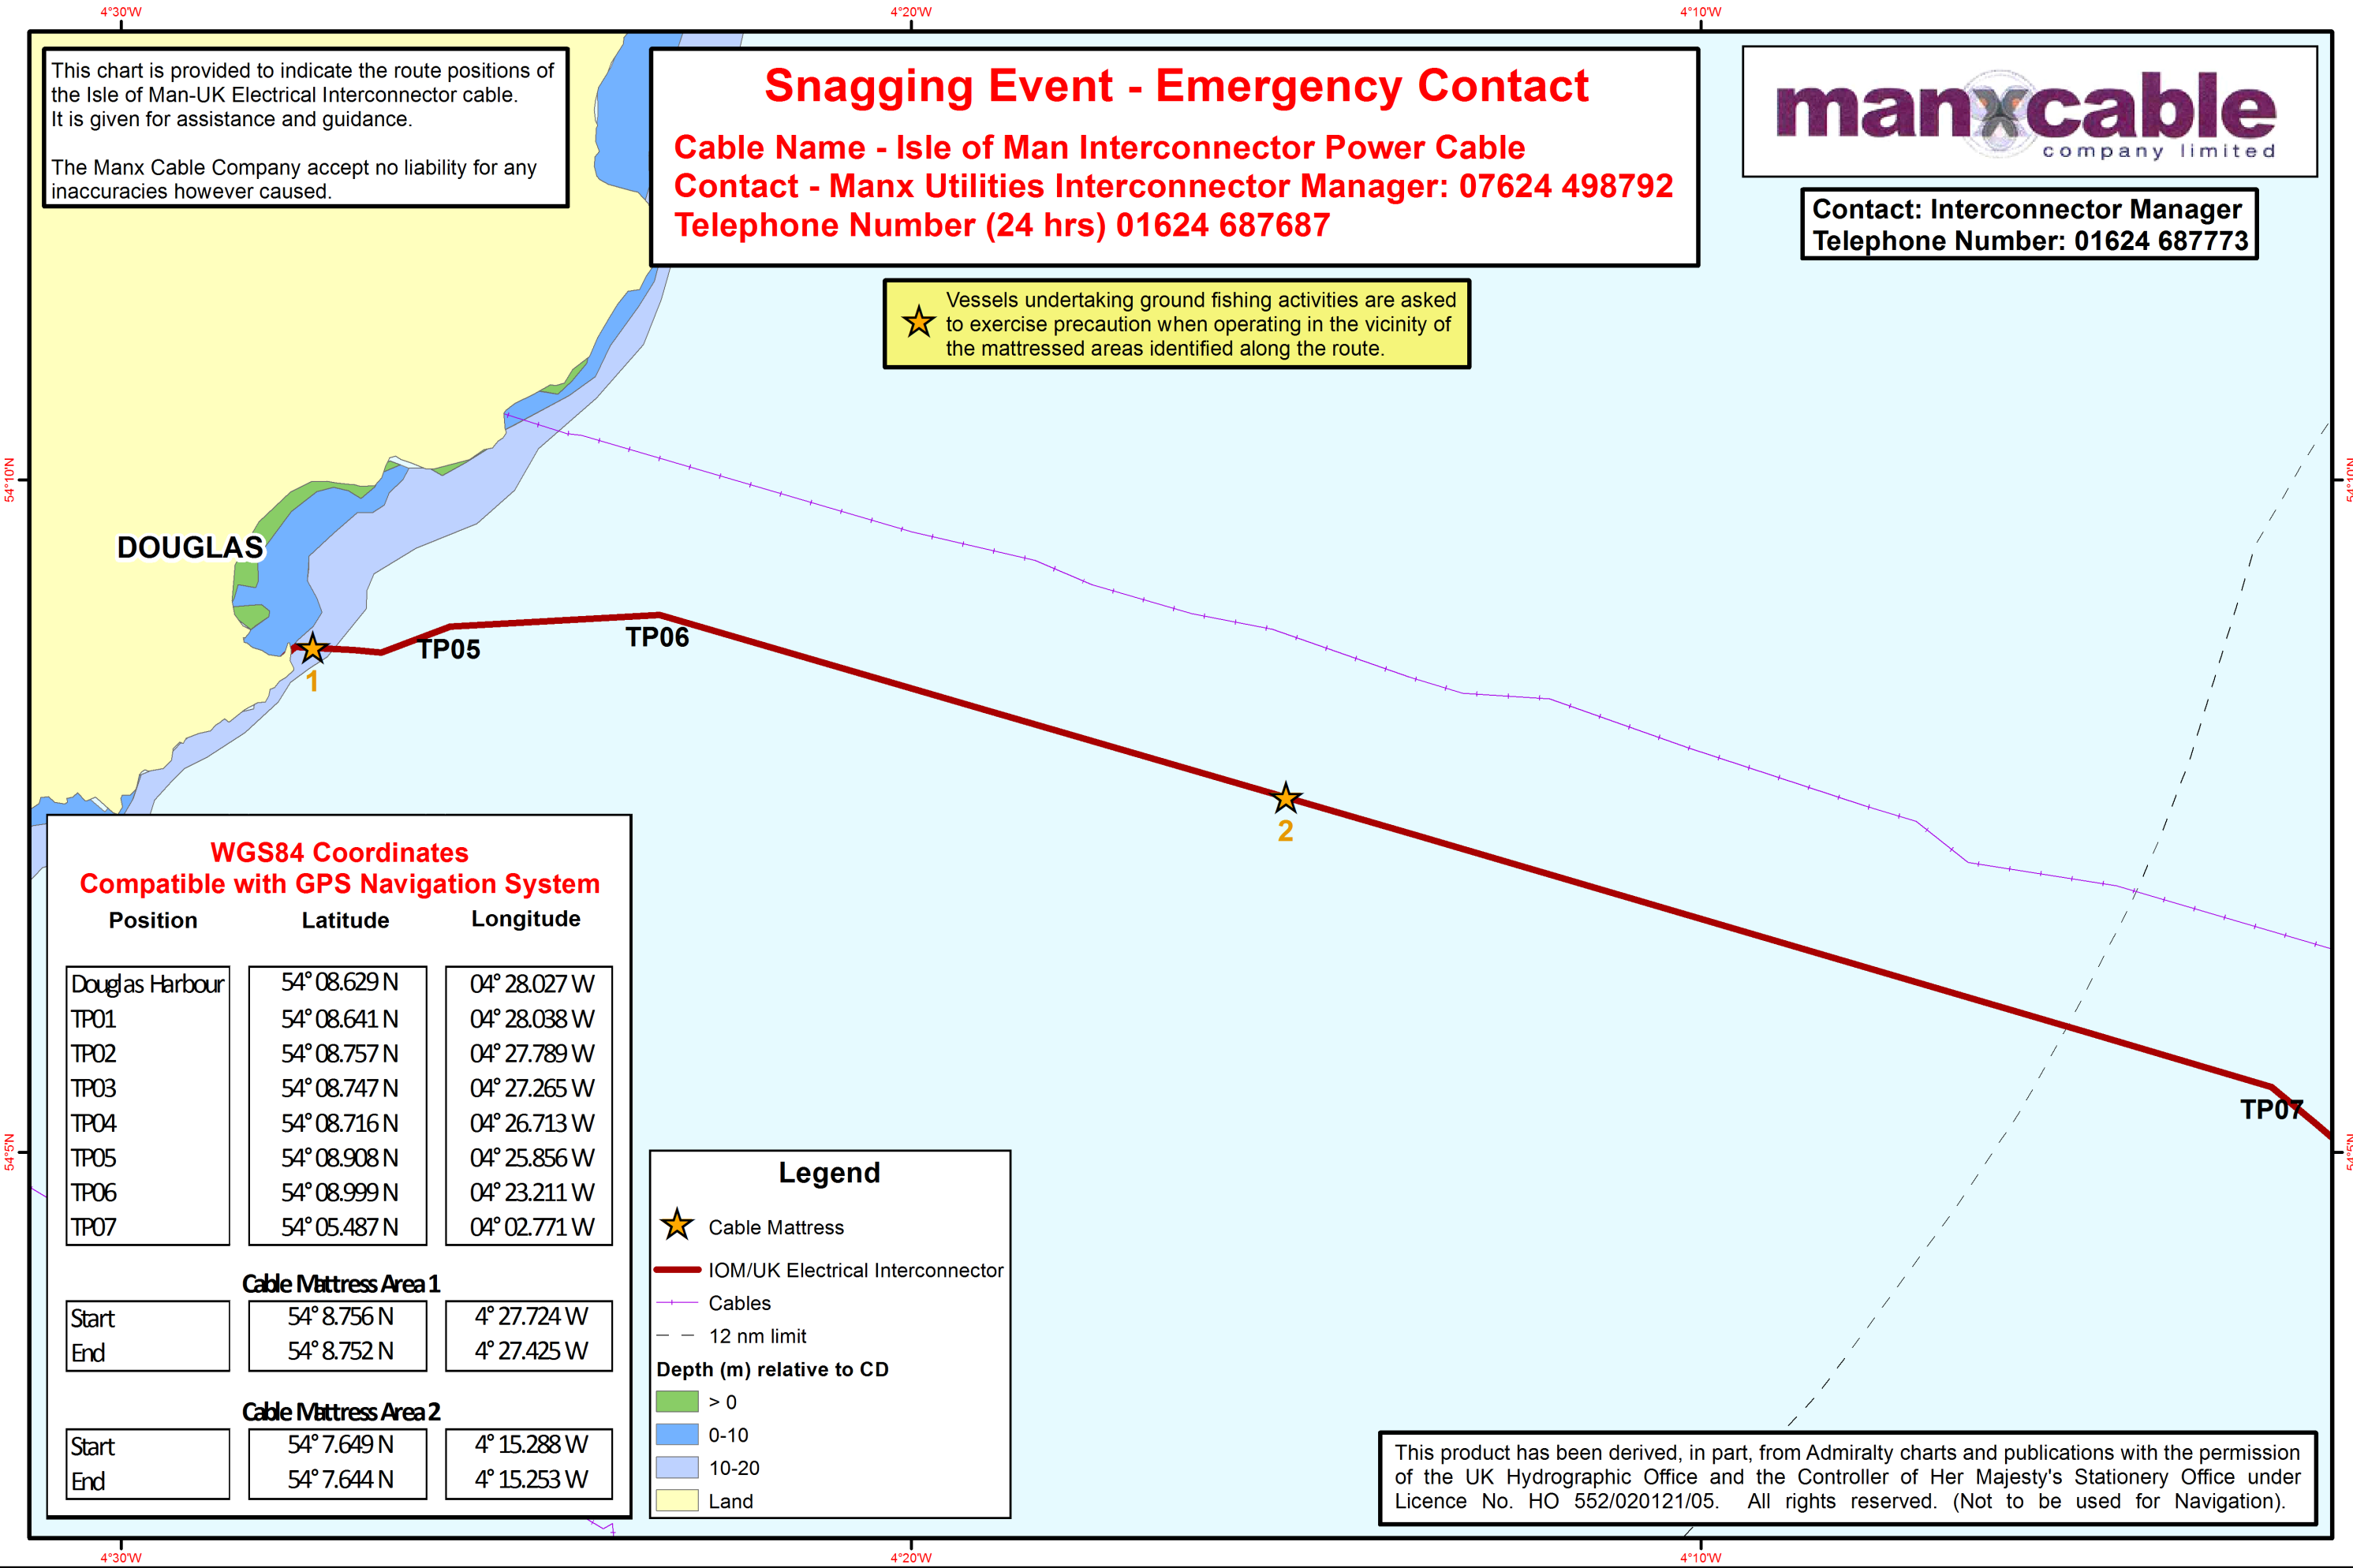 4°30'W
4°20'W
4°10'W
This chart is provided to indicate the route positions of
the Isle of Man-UK Electrical Interconnector cable.
It is given for assistance and guidance.
The Manx Cable Company accept no liability for any
inaccuracies however caused.
Snagging Event - Emergency Contact
Cable Name - Isle of Man Interconnector Power Cable
Contact - Manx Utilities Interconnector Manager: 07624 498792
Telephone Number (24 hrs) 01624 687687
manxcable
company limited
Contact: Interconnector Manager
Telephone Number: 01624 687773
Vessels undertaking ground fishing activities are asked
to exercise precaution when operating in the vicinity of
the mattressed areas identified along the route.
54°10'N
54°10'N
DOUGLAS
TP05
TP06
1
2
TP07
54°5'N
54°5'N
WGS84 Coordinates
Compatible with GPS Navigation System
Position Latitude Longitude
Douglas Harbour 54° 08.629 N 04° 28.027 W
TP01 54° 08.641 N 04° 28.038 W
TP02 54° 08.757 N 04° 27.789 W
TP03 54° 08.747 N 04° 27.265 W
TP04 54° 08.716 N 04° 26.713 W
TP05 54° 08.908 N 04° 25.856 W
TP06 54° 08.999 N 04° 23.211 W
TP07 54° 05.487 N 04° 02.771 W
Cable Mattress Area 1
Start 54° 8.756 N 4° 27.724 W
End 54° 8.752 N 4° 27.425 W
Cable Mattress Area 2
Start 54° 7.649 N 4° 15.288 W
End 54° 7.644 N 4° 15.253 W
Legend
Cable Mattress
IOM/UK Electrical Interconnector
Cables
12 nm limit
Depth (m) relative to CD
> 0
0-10
10-20
Land
This product has been derived, in part, from Admiralty charts and publications with the permission
of the UK Hydrographic Office and the Controller of Her Majesty's Stationery Office under
Licence No. HO 552/020121/05. All rights reserved. (Not to be used for Navigation).
4°30'W
4°20'W
4°10'W